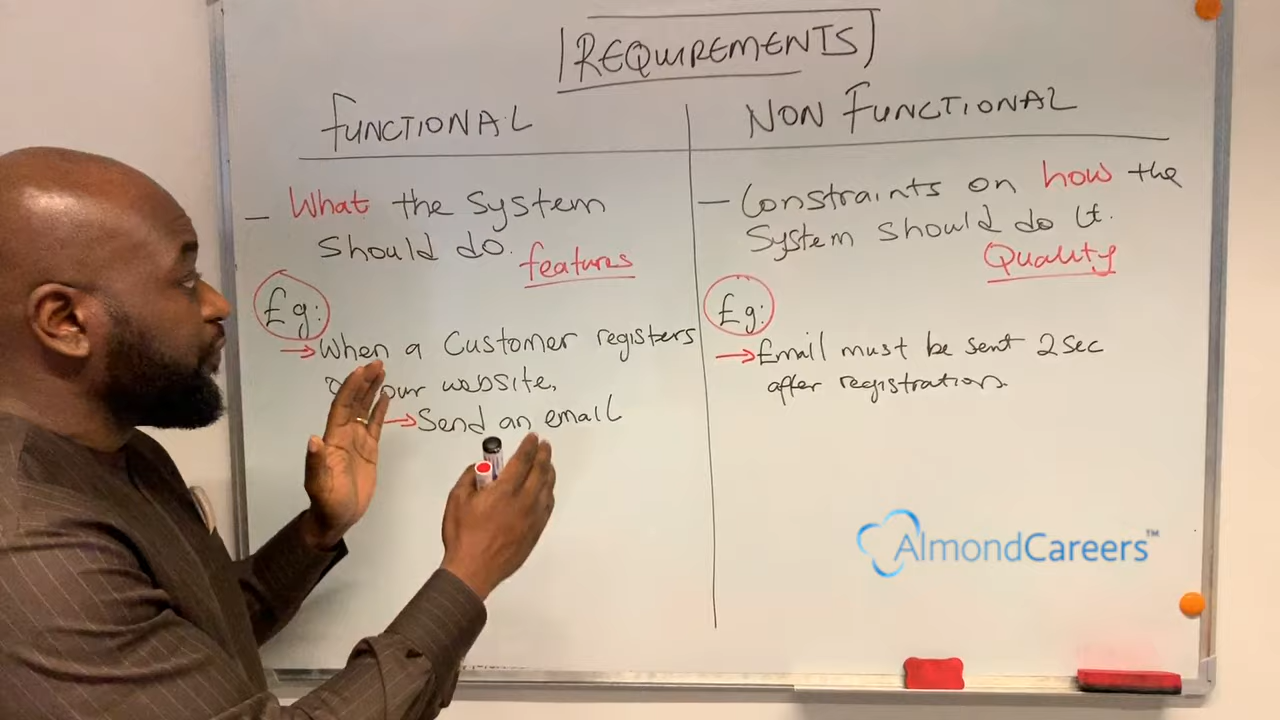 REQUIREMENTS
FUNCTIONAL
- What the System
should do.
features
Eg:
→ When a Customer registers
our website,
→ Send an email
NON FUNCTIONAL
- Constraints on how the
System should do it.
Quality
Eg:
→ Email must be sent 2 sec
after registration.
AlmondCareers™